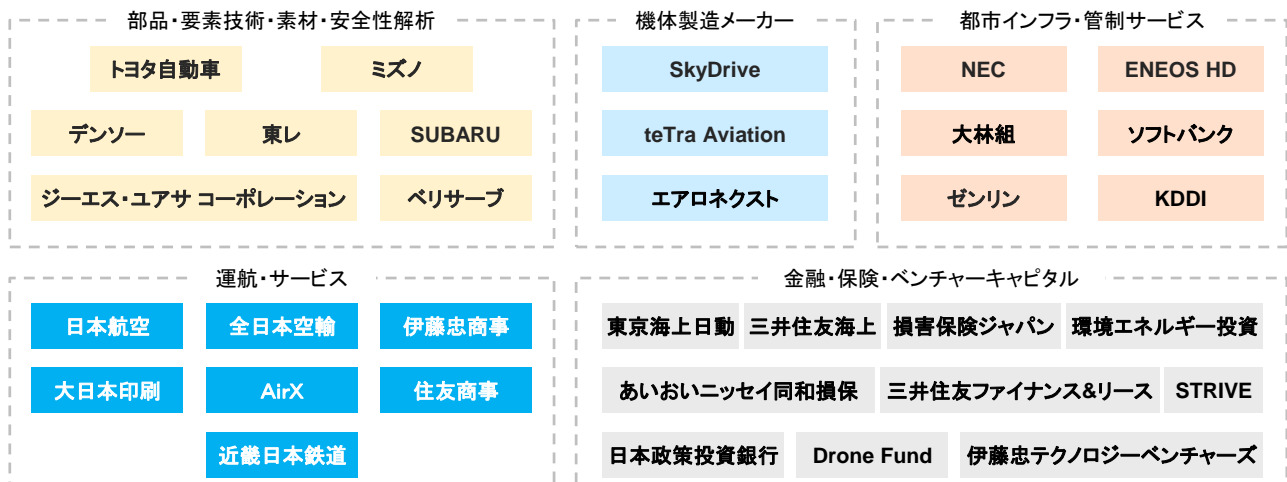 部品・要素技術・素材・安全性解析
トヨタ自動車
ミズノ
デンソー
東レ
SUBARU
ジーエス・ユアサ コーポレーション
ベリサーブ
機体製造メーカー
SkyDrive
teTra Aviation
エアロネクスト
都市インフラ・管制サービス
NEC
ENEOS HD
大林組
ソフトバンク
ゼンリン
KDDI
運航・サービス
日本航空
全日本空輸
伊藤忠商事
大日本印刷
AirX
住友商事
近畿日本鉄道
金融・保険・ベンチャーキャピタル
東京海上日動
三井住友海上
損害保険ジャパン
環境エネルギー投資
あいおいニッセイ同和損保
三井住友ファイナンス&リース
STRIVE
日本政策投資銀行
Drone Fund
伊藤忠テクノロジーベンチャーズ